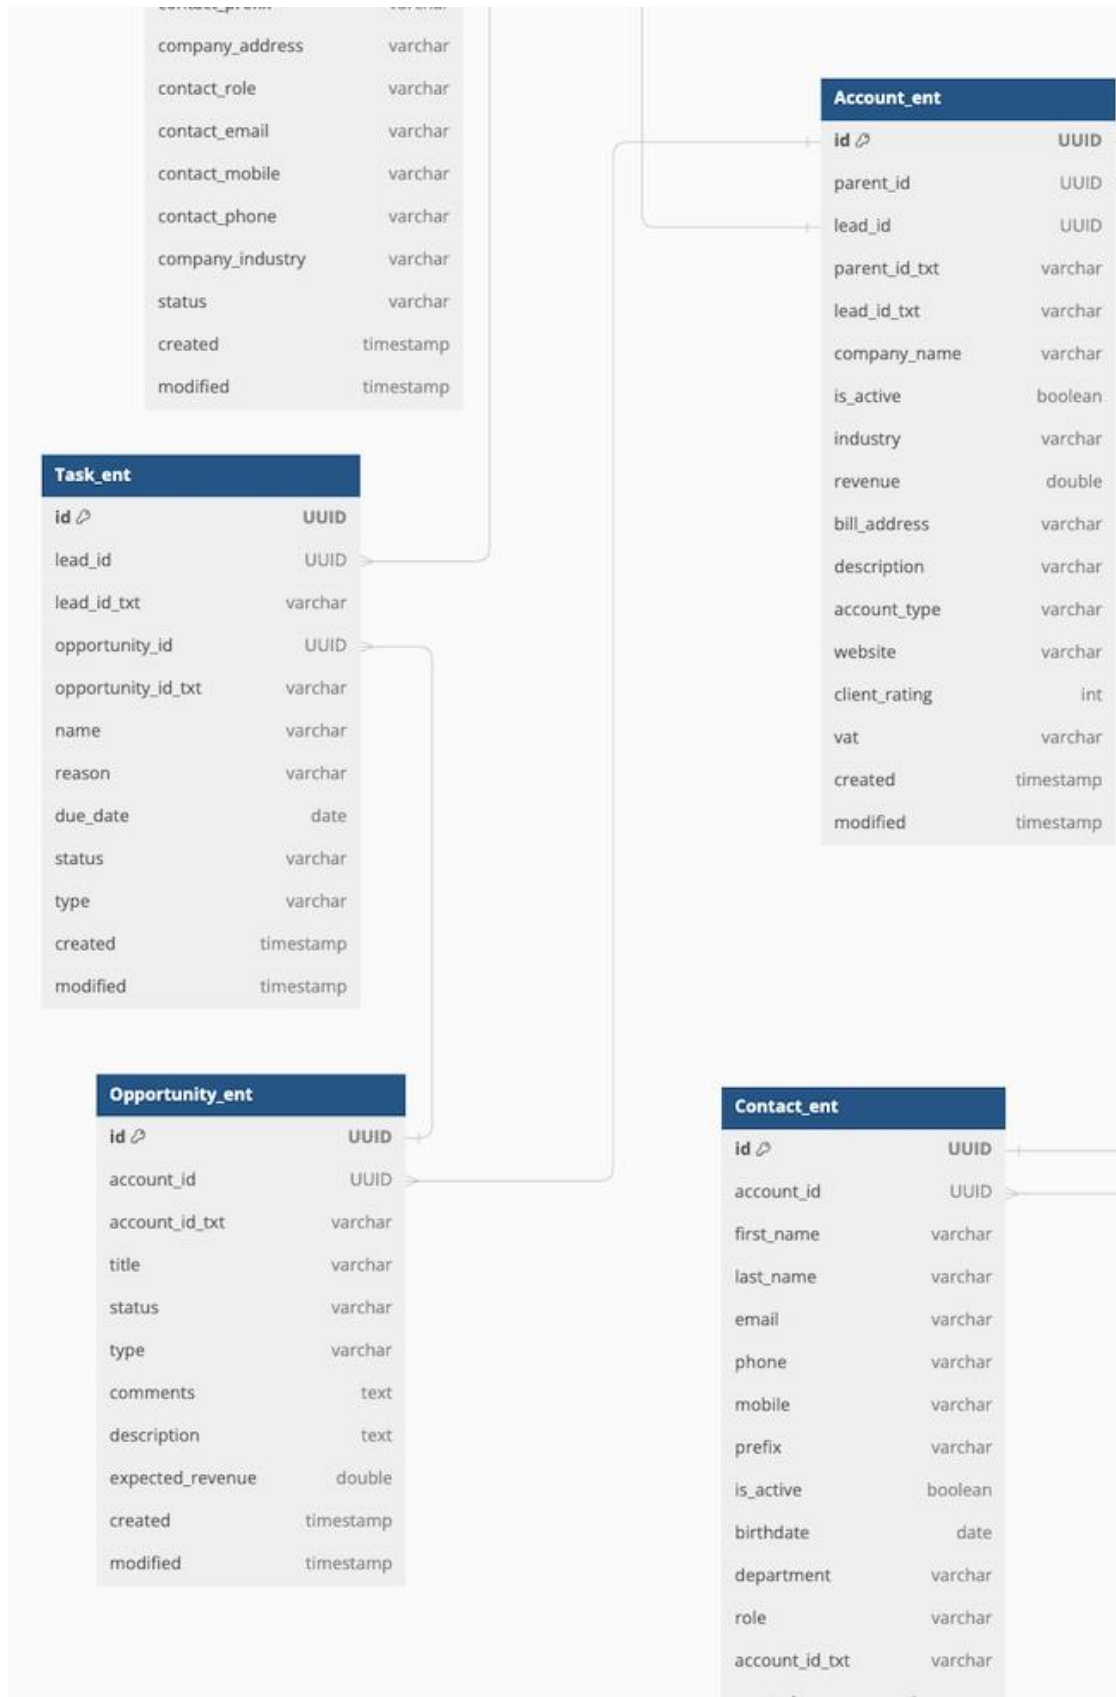 company_address varchar
contact_role varchar
contact_email varchar
contact_mobile varchar
contact_phone varchar
company_industry varchar
status varchar
created timestamp
modified timestamp
Task_ent
id UUID
lead_id UUID
lead_id_txt varchar
opportunity_id UUID
opportunity_id_txt varchar
name varchar
reason varchar
due_date date
status varchar
type varchar
created timestamp
modified timestamp
Opportunity_ent
id UUID
account_id UUID
account_id_txt varchar
title varchar
status varchar
type varchar
comments text
description text
expected_revenue double
created timestamp
modified timestamp
Account_ent
id UUID
parent_id UUID
lead_id UUID
parent_id_txt varchar
lead_id_txt varchar
company_name varchar
is_active boolean
industry varchar
revenue double
bill_address varchar
description varchar
account_type varchar
website varchar
client_rating int
vat varchar
created timestamp
modified timestamp
Contact_ent
id UUID
account_id UUID
first_name varchar
last_name varchar
email varchar
phone varchar
mobile varchar
prefix varchar
is_active boolean
birthdate date
department varchar
role varchar
account_id_txt varchar